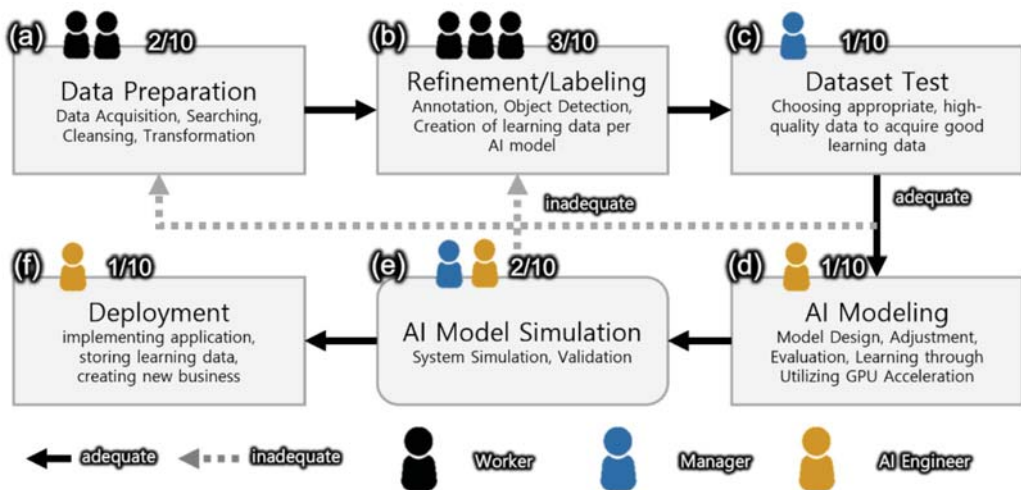 (a) 2/10
Data Preparation
Data Acquisition, Searching,
Cleansing, Transformation
(b) 3/10
Refinement/Labeling
Annotation, Object Detection,
Creation of learning data per
AI model
(c) 1/10
Dataset Test
Choosing appropriate, high-
quality data to acquire good
learning data
inadequate
adequate
(f) 1/10
Deployment
implementing application,
storing learning data,
creating new business
(e) 2/10
AI Model Simulation
System Simulation, Validation
(d) 1/10
AI Modeling
Model Design, Adjustment,
Evaluation, Learning through
Utilizing GPU Acceleration
adequate
inadequate
Worker
Manager
AI Engineer